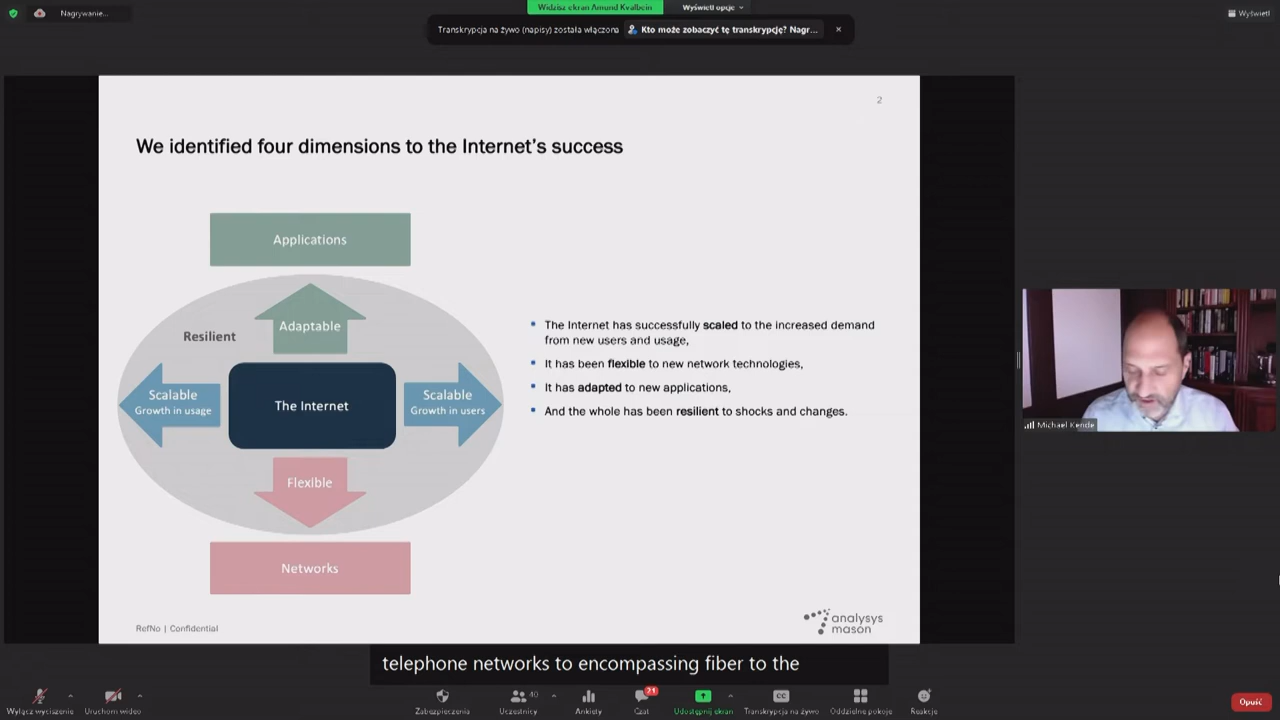 Nagrywanie...
Widzisz ekran Amund Kvalbein
Wyświetl opcje
Wyświetl
Transkrypcja na żywo (napisy) została włączona
Kto może zobaczyć tę transkrypcję? Nagr...
2
We identified four dimensions to the Internet's success
Applications
Adaptable
Resilient
Scalable
Growth in usage
The Internet
Scalable
Growth in users
Flexible
Networks
The Internet has successfully scaled to the increased demand
from new users and usage,
It has been flexible to new network technologies,
It has adapted to new applications,
And the whole has been resilient to shocks and changes.
RefNo | Confidential
analysys
mason
Michael Kende
telephone networks to encompassing fiber to the
Wyłącz wyciszenie
Uruchom wideo
Zabezpieczenia
40
Uczestnicy
Ankiety
21
Czat
Udostępnij ekran
CC
Transkrypcja na żywo
Oddzielne pokoje
Reakcje
Opuść